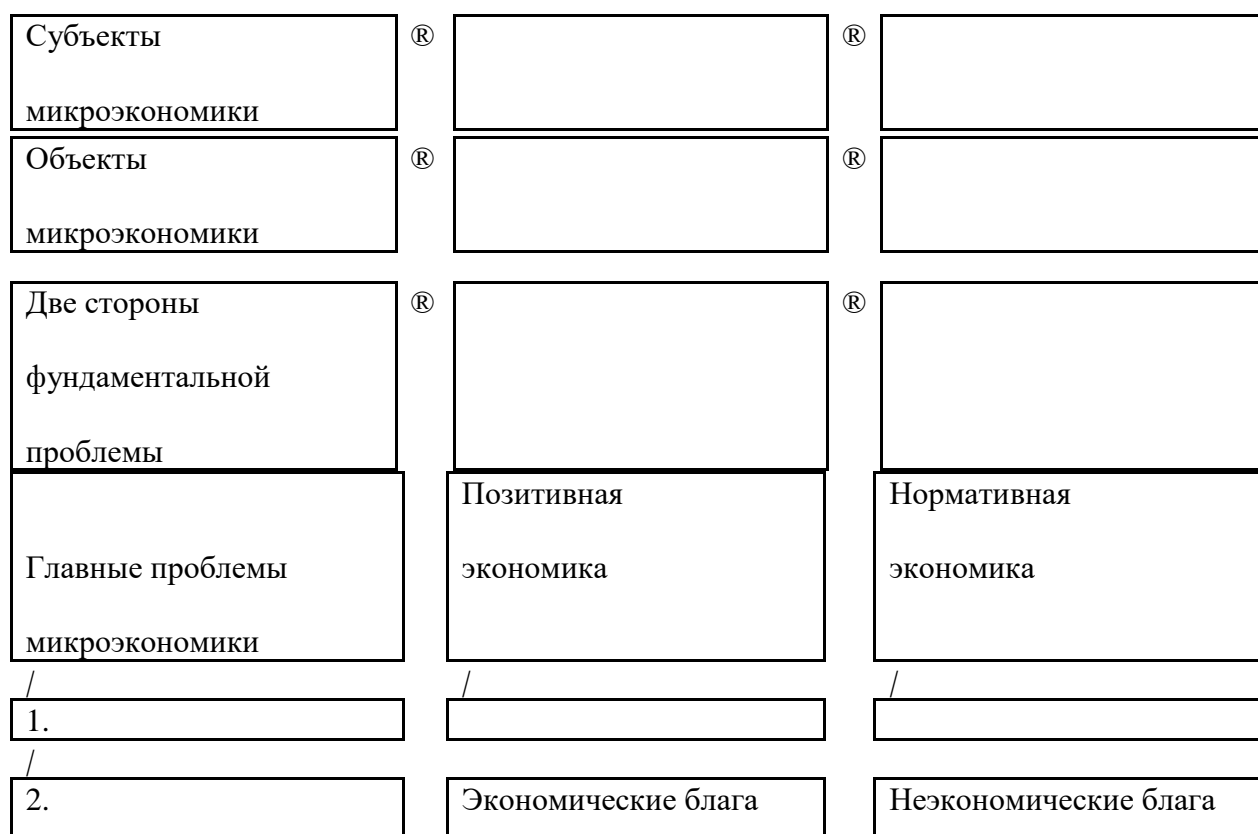 Субъекты ® ®
микроэкономики
Объекты ® ®
микроэкономики
Две стороны ® ®
фундаментальной
проблемы
Позитивная Нормативная
Главные проблемы экономика экономика
микроэкономики
/ / /
1.
/
2. Экономические блага Неэкономические блага